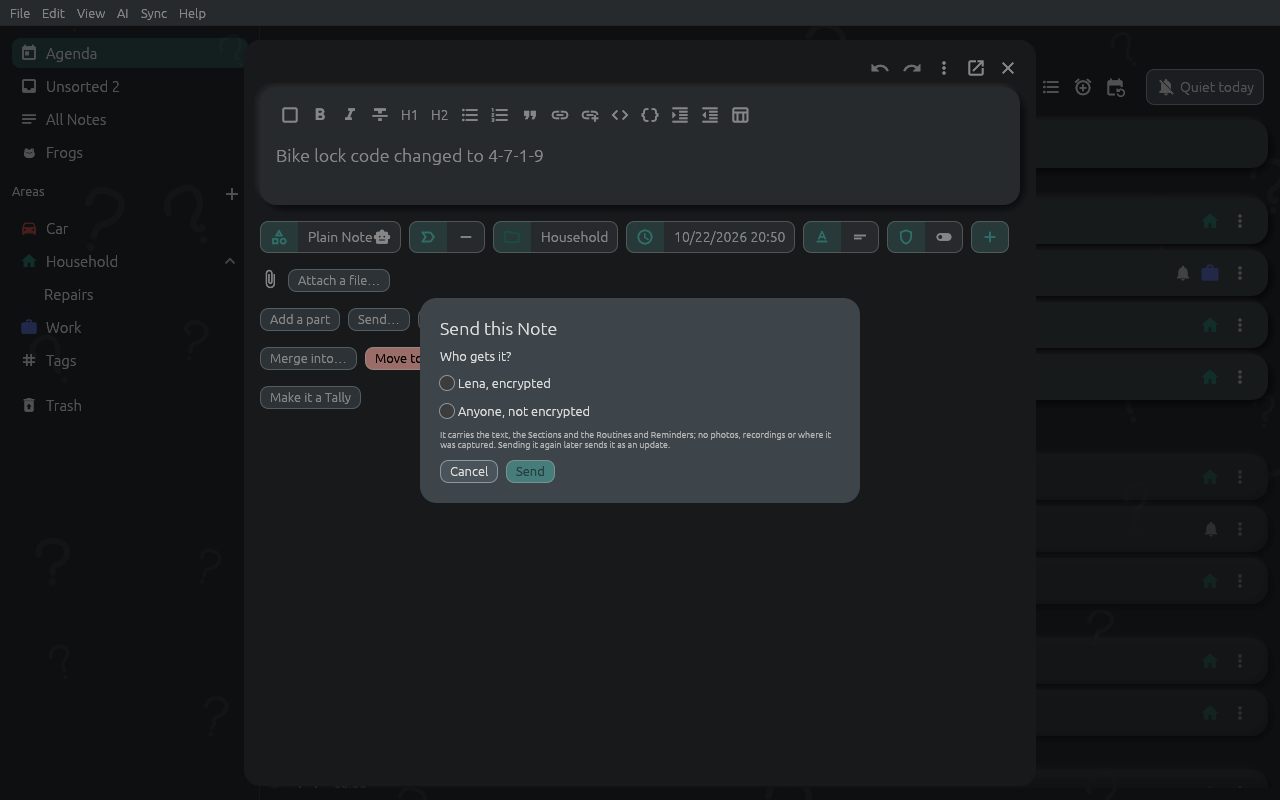 File Edit View AI Sync Help
Agenda
Unsorted 2
All Notes
Frogs
Areas
Car
Household
Repairs
Work
Tags
Trash
Quiet today
H1 H2
Bike lock code changed to 4-7-1-9
Plain Note
Household
10/22/2026 20:50
Attach a file…
Add a part
Send…
Merge into…
Move to
Make it a Tally
Send this Note
Who gets it?
Lena, encrypted
Anyone, not encrypted
It carries the text, the Sections and the Routines and Reminders; no photos, recordings or where it
was captured. Sending it again later sends it as an update.
Cancel
Send